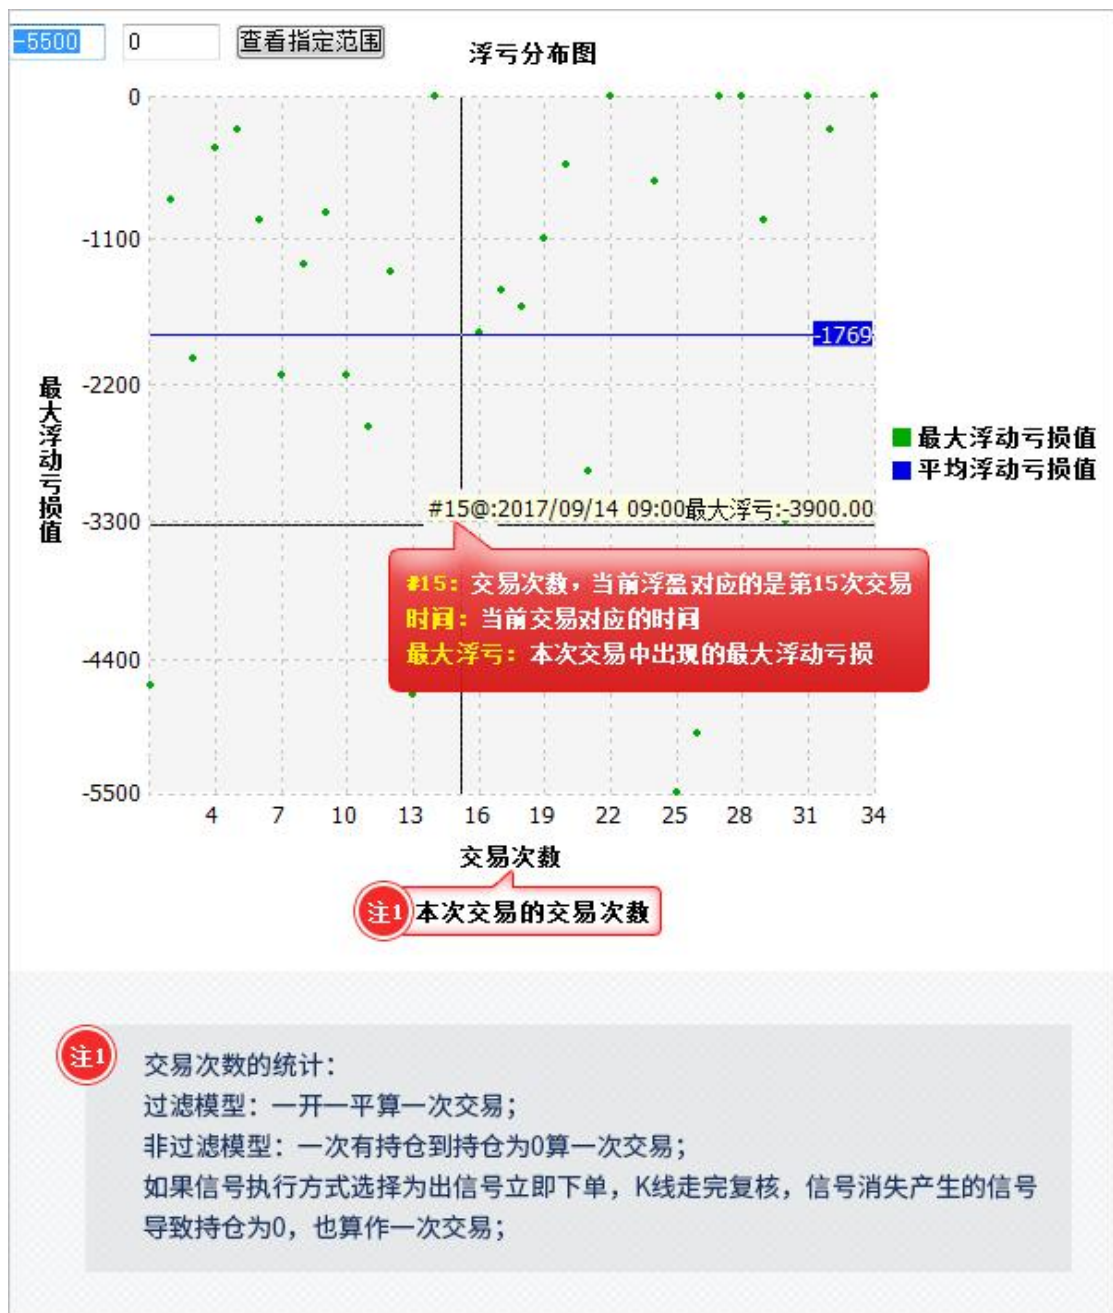 -5500 0 查看指定范围
浮亏分布图
0
-1100
-1769
-2200
最大浮动亏损值
最大浮动亏损值
平均浮动亏损值
-3300
#15@:2017/09/14 09:00最大浮亏:-3900.00
#15：交易次数，当前浮盈对应的是第15次交易
时间：当前交易对应的时间
最大浮亏：本次交易中出现的最大浮动亏损
-4400
-5500
4 7 10 13 16 19 22 25 28 31 34
交易次数
注1 本次交易的交易次数
注1
交易次数的统计：
过滤模型：一开一平算一次交易；
非过滤模型：一次有持仓到持仓为0算一次交易；
如果信号执行方式选择为出信号立即下单，K线走完复核，信号消失产生的信号
导致持仓为0，也算作一次交易；